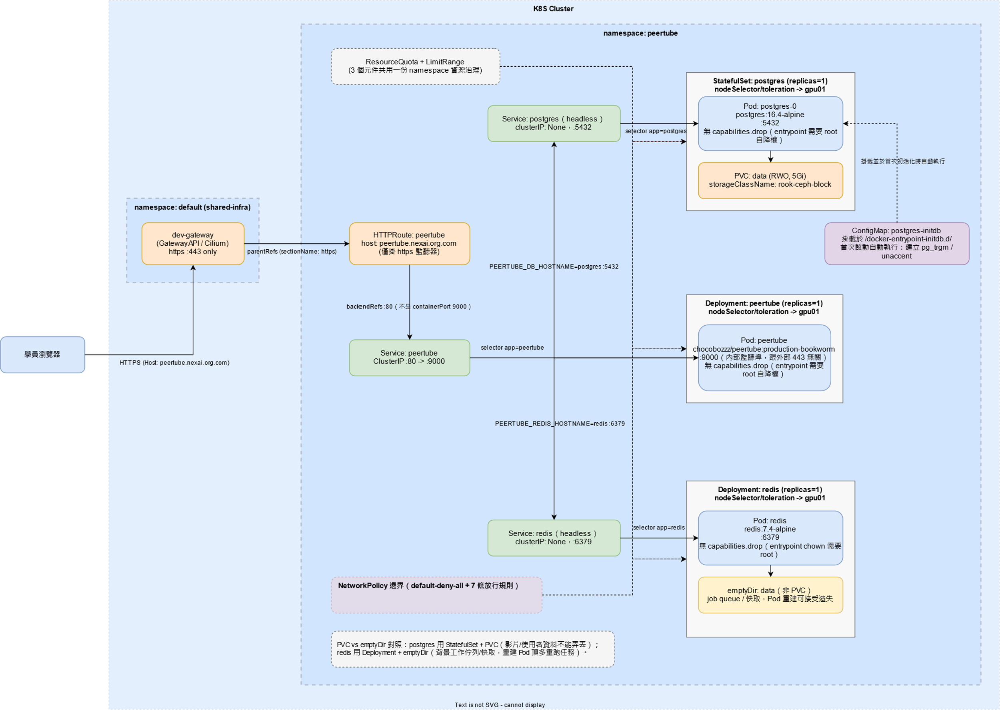 K8S Cluster
namespace: peertube
ResourceQuota + LimitRange
(3 個元件共用一份 namespace 資源治理)
StatefulSet: postgres (replicas=1)
nodeSelector/toleration -> gpu01
Pod: postgres-0
postgres:16.4-alpine
:5432
無 capabilities.drop（entrypoint 需要 root
自降權）
Service: postgres（headless）
clusterIP: None，:5432
selector app=postgres
掛載並於首次初始化時自動執行
PVC: data (RWO, 5Gi)
storageClassName: rook-ceph-block
namespace: default (shared-infra)
dev-gateway
(Gateway API / Cilium)
https :443 only
parentRefs (sectionName: https)
HTTPRoute: peertube
host: peertube.nexai.org.com
(僅掛 https 監聽器)
ConfigMap: postgres-initdb
掛載於 /docker-entrypoint-initdb.d/
首次啟動自動執行：建立 pg_trgm /
unaccent
PEERTUBE_DB_HOSTNAME=postgres :5432
backendRefs :80（不是 containerPort 9000）
Deployment: peertube (replicas=1)
nodeSelector/toleration -> gpu01
學員瀏覽器
HTTPS (Host: peertube.nexai.org.com)
Service: peertube
ClusterIP :80 -> :9000
selector app=peertube
Pod: peertube
chocobozzz/peertube:production-bookworm
:9000（內部監聽埠，跟外部 443 無關）
無 capabilities.drop（entrypoint 需要
root 自降權）
PEERTUBE_REDIS_HOSTNAME=redis :6379
Deployment: redis (replicas=1)
nodeSelector/toleration -> gpu01
Service: redis（headless）
clusterIP: None，:6379
selector app=redis
Pod: redis
redis:7.4-alpine
:6379
無 capabilities.drop（entrypoint chown 需要
root）
NetworkPolicy 邊界（default-deny-all + 7 條放行規則）
emptyDir: data（非 PVC）
job queue / 快取，Pod 重建可接受遺失
PVC vs emptyDir 對照：postgres 用 StatefulSet + PVC（影片/使用者資料不能弄丟）；
redis 用 Deployment + emptyDir（背景工作佇列/快取，重建 Pod 頂多重跑任務）。
Text is not SVG - cannot display